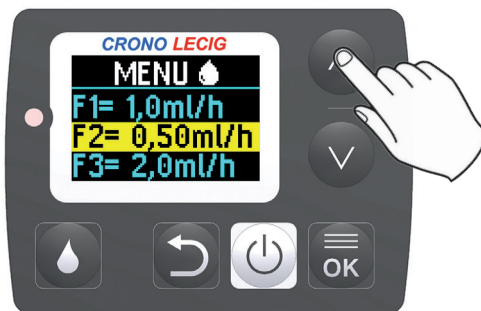 CRONO LECIG
MENU
F1= 1,0ml/h
F2= 0,50ml/h
F3= 2,0ml/h
OK